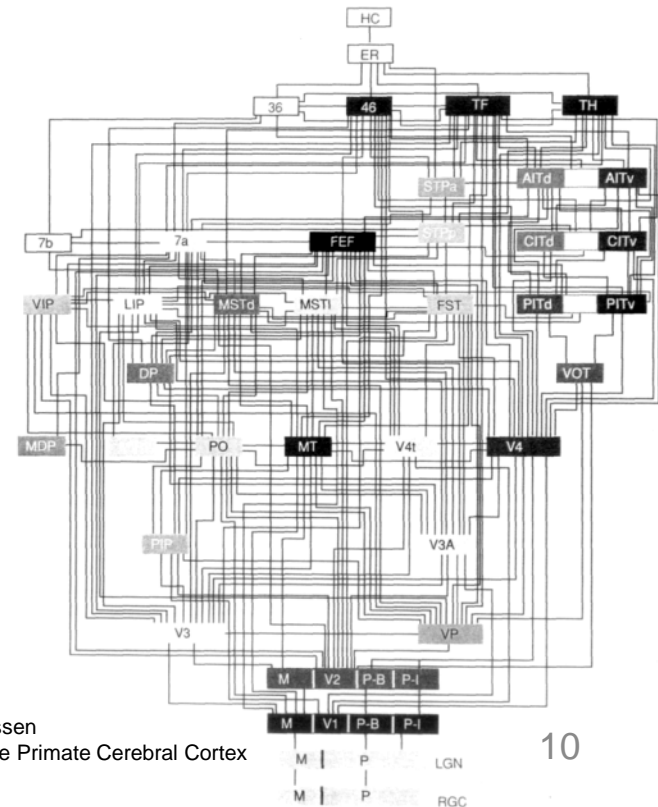 HC
ER
36 46 TF TH
STPa AITd AITv
7b 7a FEF STPp CITd CITv
VIP LIP MSTd MSTl FST PITd PITv
DP VOT
MDP PO MT V4t V4
PIP V3A
V3 VP
M V2 P-B P-I
M V1 P-B P-I
M P LGN
M P RGC
ssen
e Primate Cerebral Cortex
10